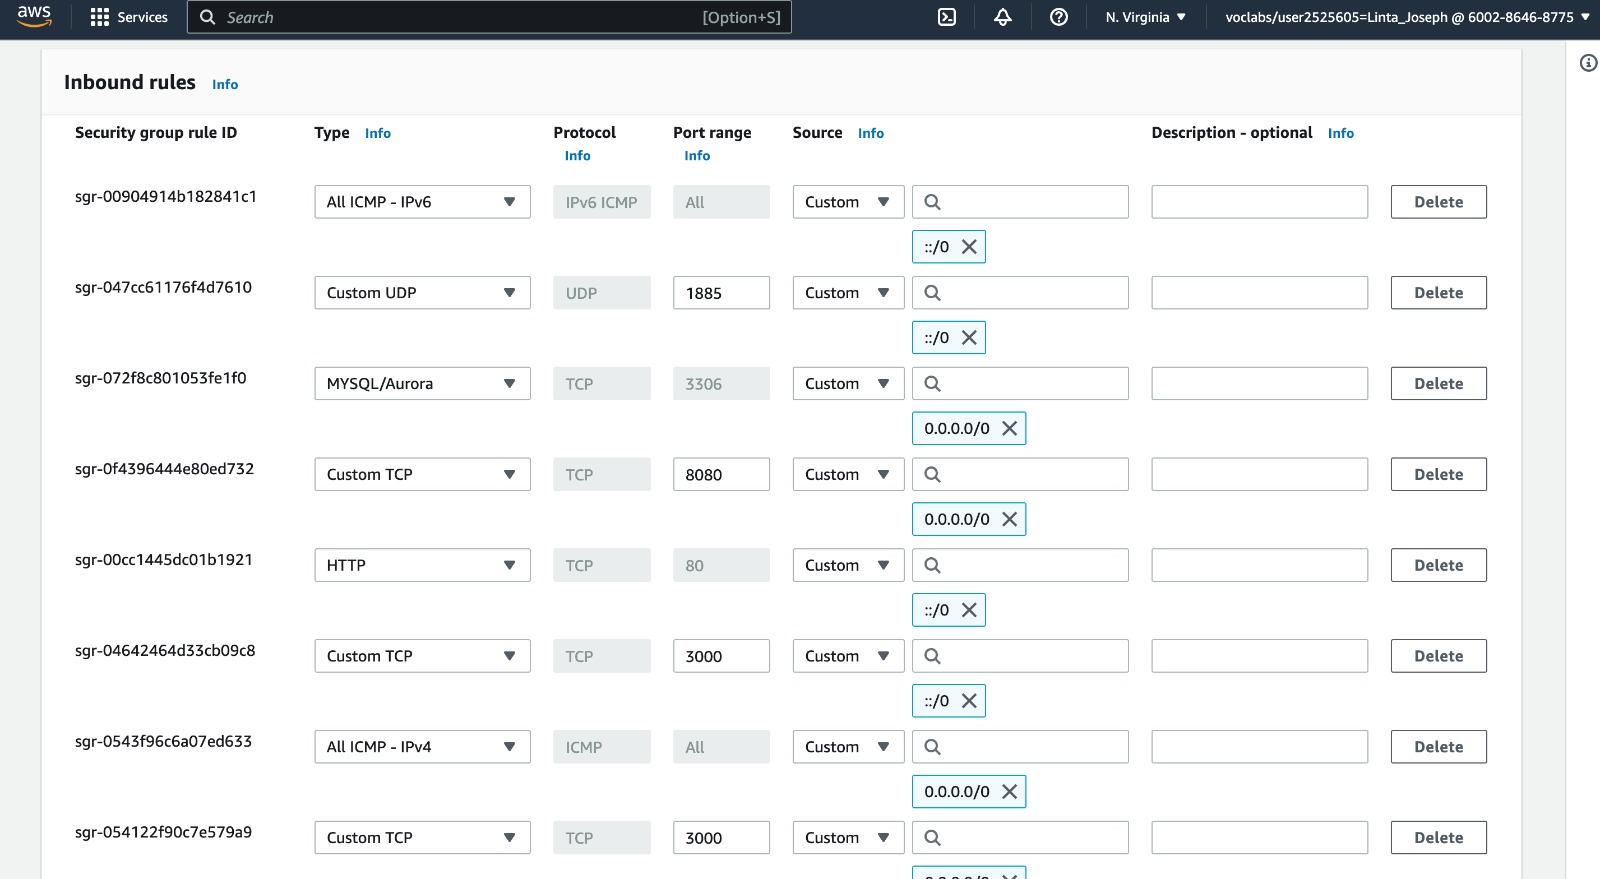 aws Services Search [Option+S] N. Virginia voclabs/user2525605=Linta_Joseph @ 6002-8646-8775
Inbound rules Info
Security group rule ID Type Info Protocol Port range Source Info Description - optional Info
Info Info
sgr-00904914b182841c1 All ICMP - IPv6 IPv6 ICMP All Custom Delete
::/0
sgr-047cc61176f4d7610 Custom UDP UDP 1885 Custom Delete
::/0
sgr-072f8c801053fe1f0 MYSQL/Aurora TCP 3306 Custom Delete
0.0.0.0/0
sgr-0f4396444e80ed732 Custom TCP TCP 8080 Custom Delete
0.0.0.0/0
sgr-00cc1445dc01b1921 HTTP TCP 80 Custom Delete
::/0
sgr-04642464d33cb09c8 Custom TCP TCP 3000 Custom Delete
::/0
sgr-0543f96c6a07ed633 All ICMP - IPv4 ICMP All Custom Delete
0.0.0.0/0
sgr-054122f90c7e579a9 Custom TCP TCP 3000 Custom Delete